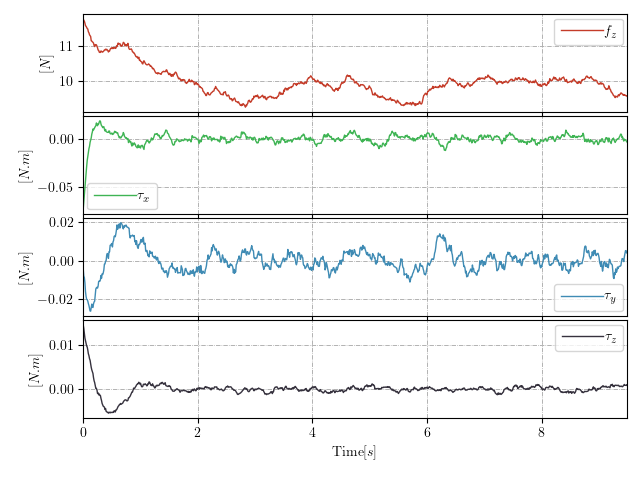 [N]
11
10
f_z
[N.m]
0.00
−0.05
τ_x
[N.m]
0.02
0.00
−0.02
τ_y
[N.m]
0.01
0.00
τ_z
0 2 4 6 8
Time[s]